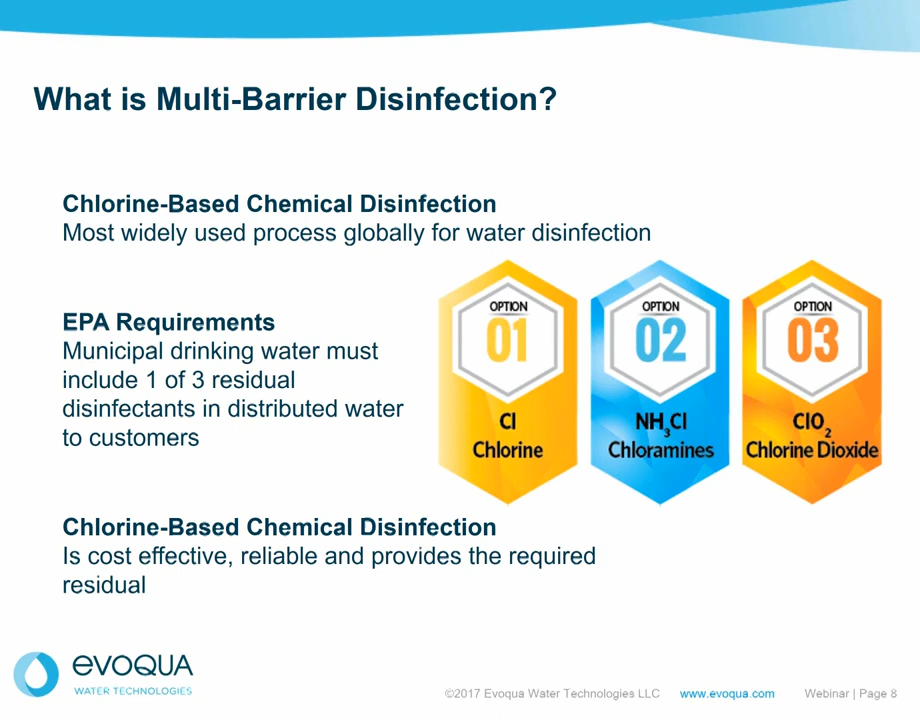 What is Multi-Barrier Disinfection?
Chlorine-Based Chemical Disinfection
Most widely used process globally for water disinfection
EPA Requirements
Municipal drinking water must
include 1 of 3 residual
disinfectants in distributed water
to customers
OPTION
01
Cl
Chlorine
OPTION
02
NH₃Cl
Chloramines
OPTION
03
ClO₂
Chlorine Dioxide
Chlorine-Based Chemical Disinfection
Is cost effective, reliable and provides the required
residual
evoqua
WATER TECHNOLOGIES
©2017 Evoqua Water Technologies LLC www.evoqua.com Webinar | Page 8